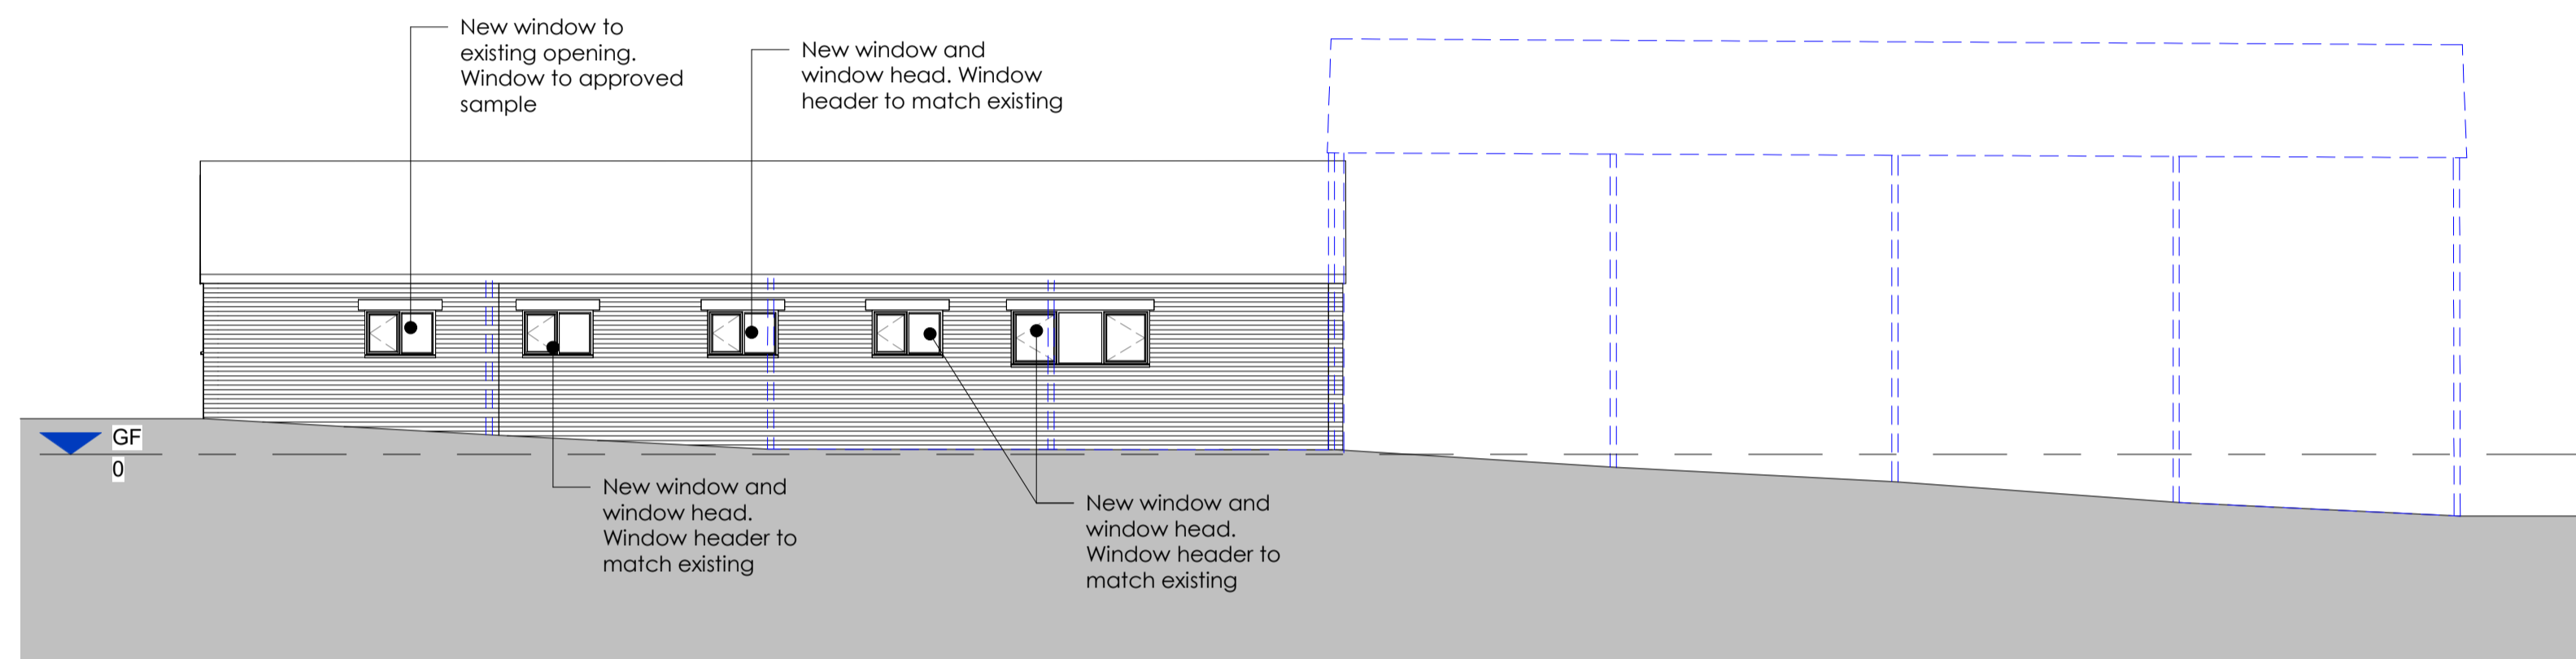 New window to
existing opening.
Window to approved
sample
New window and
window head. Window
header to match existing
GF
0
New window and
window head.
Window header to
match existing
New window and
window head.
Window header to
match existing